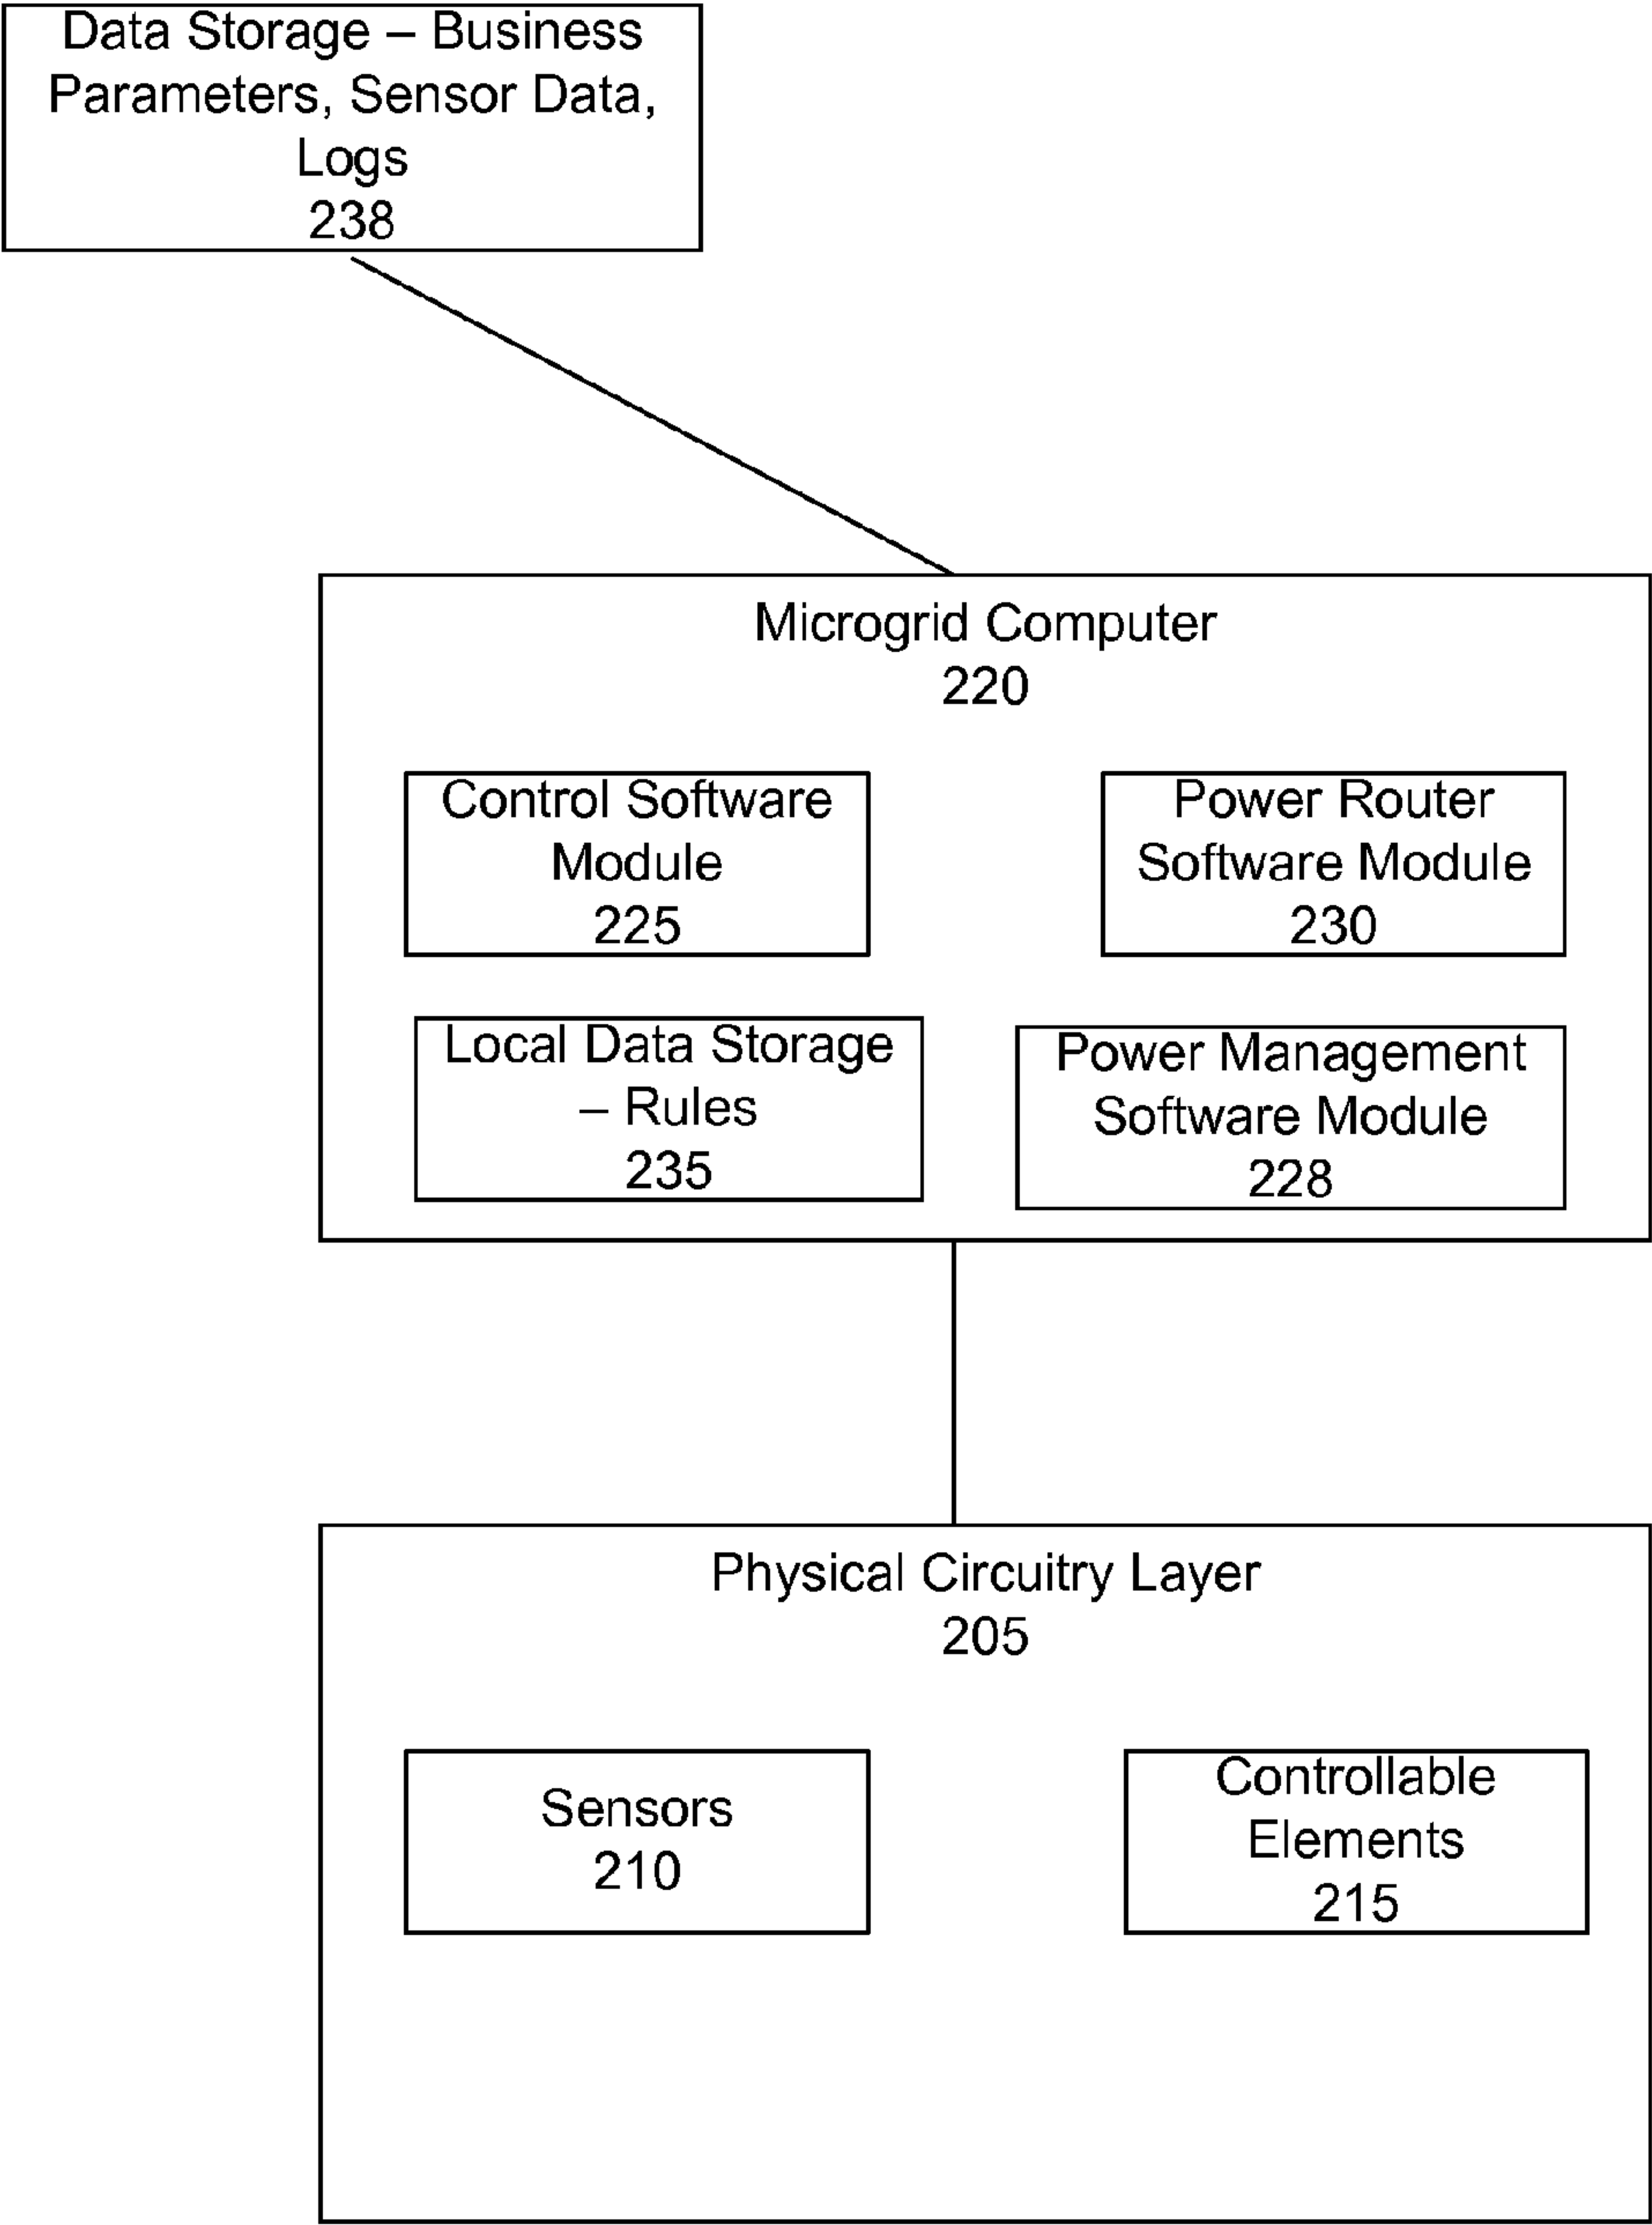 Data Storage – Business
Parameters, Sensor Data,
Logs
238
Microgrid Computer
220
Control Software
Module
225
Power Router
Software Module
230
Local Data Storage
– Rules
235
Power Management
Software Module
228
Physical Circuitry Layer
205
Sensors
210
Controllable
Elements
215